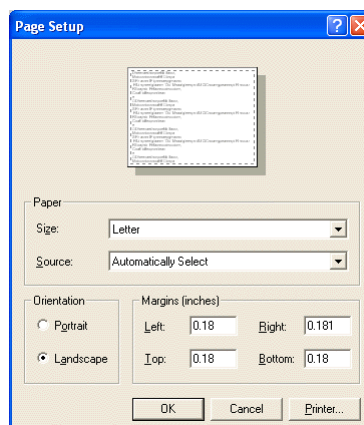 Page Setup
Paper
Size: Letter
Source: Automatically Select
Orientation
Portrait
Landscape
Margins (inches)
Left: 0.18 Right: 0.181
Top: 0.18 Bottom: 0.18
OK Cancel Printer...